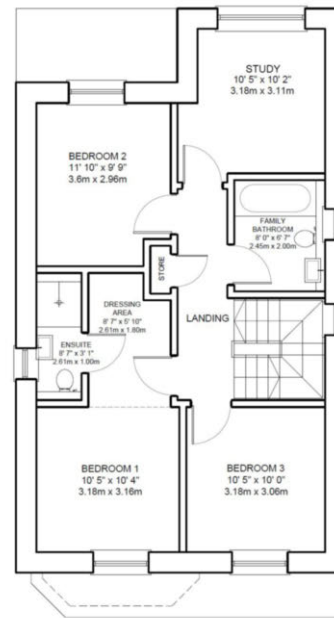 STUDY
10' 5" x 10' 2"
3.18m x 3.11m
BEDROOM 2
11' 10" x 9' 9"
3.6m x 2.96m
FAMILY
BATHROOM
8' 0" x 6' 7"
2.45m x 2.00m
STORE
DRESSING
AREA
8' 7" x 5' 10"
2.61m x 1.80m
LANDING
ENSUITE
8' 7" x 3' 1"
2.61m x 1.00m
BEDROOM 1
10' 5" x 10' 4"
3.18m x 3.16m
BEDROOM 3
10' 5" x 10' 0"
3.18m x 3.06m